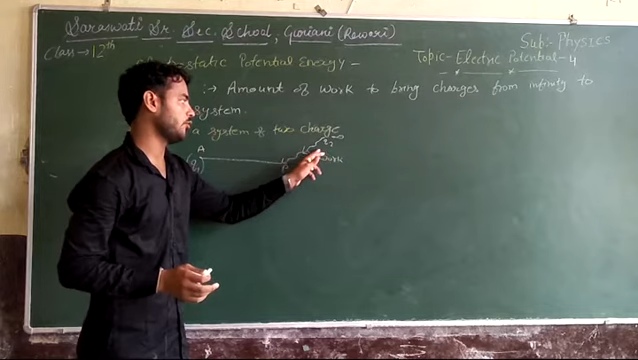 Saraswati Sr. Sec. School, Guriani (Rewari)
Class → 12th
Sub:- Physics
Topic- Electric Potential-4
static Potential Energy -
:→ Amount of work to bring charges from infinity to
system.
a system of two charge
A
q2
work
q1